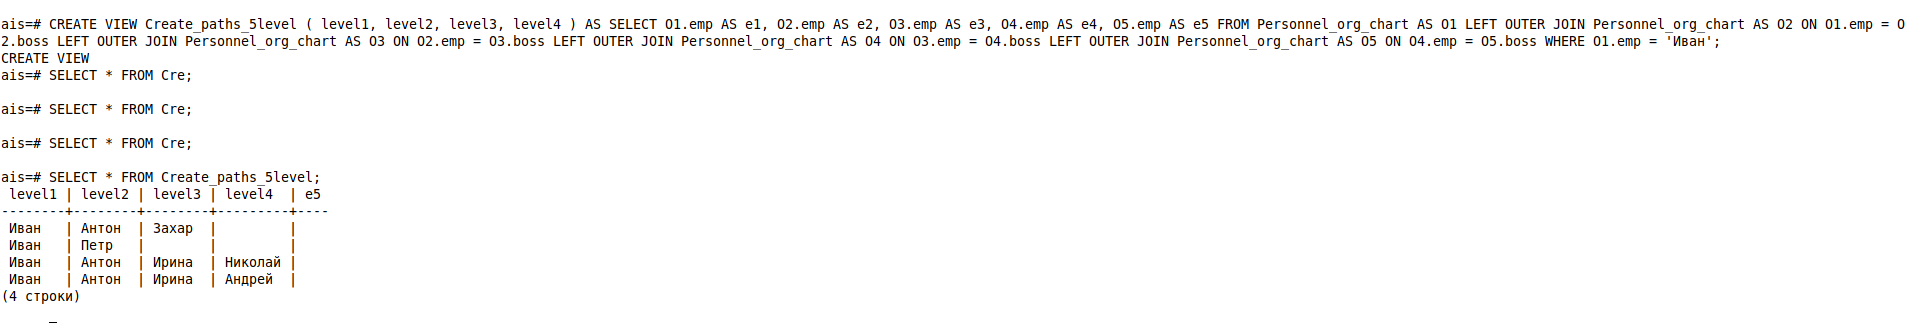 ais=# CREATE VIEW Create_paths_5level ( level1, level2, level3, level4 ) AS SELECT O1.emp AS e1, O2.emp AS e2, O3.emp AS e3, O4.emp AS e4, O5.emp AS e5 FROM Personnel_org_chart AS O1 LEFT OUTER JOIN Personnel_org_chart AS O2 ON O1.emp = O
2.boss LEFT OUTER JOIN Personnel_org_chart AS O3 ON O2.emp = O3.boss LEFT OUTER JOIN Personnel_org_chart AS O4 ON O3.emp = O4.boss LEFT OUTER JOIN Personnel_org_chart AS O5 ON O4.emp = O5.boss WHERE O1.emp = 'Иван';
CREATE VIEW
ais=# SELECT * FROM Cre;
ais=# SELECT * FROM Cre;
ais=# SELECT * FROM Cre;
ais=# SELECT * FROM Create_paths_5level;
 level1 | level2 | level3 | level4  | e5
--------+--------+--------+---------+----
 Иван   | Антон  | Захар  |         |
 Иван   | Петр   |        |         |
 Иван   | Антон  | Ирина  | Николай |
 Иван   | Антон  | Ирина  | Андрей  |
(4 строки)